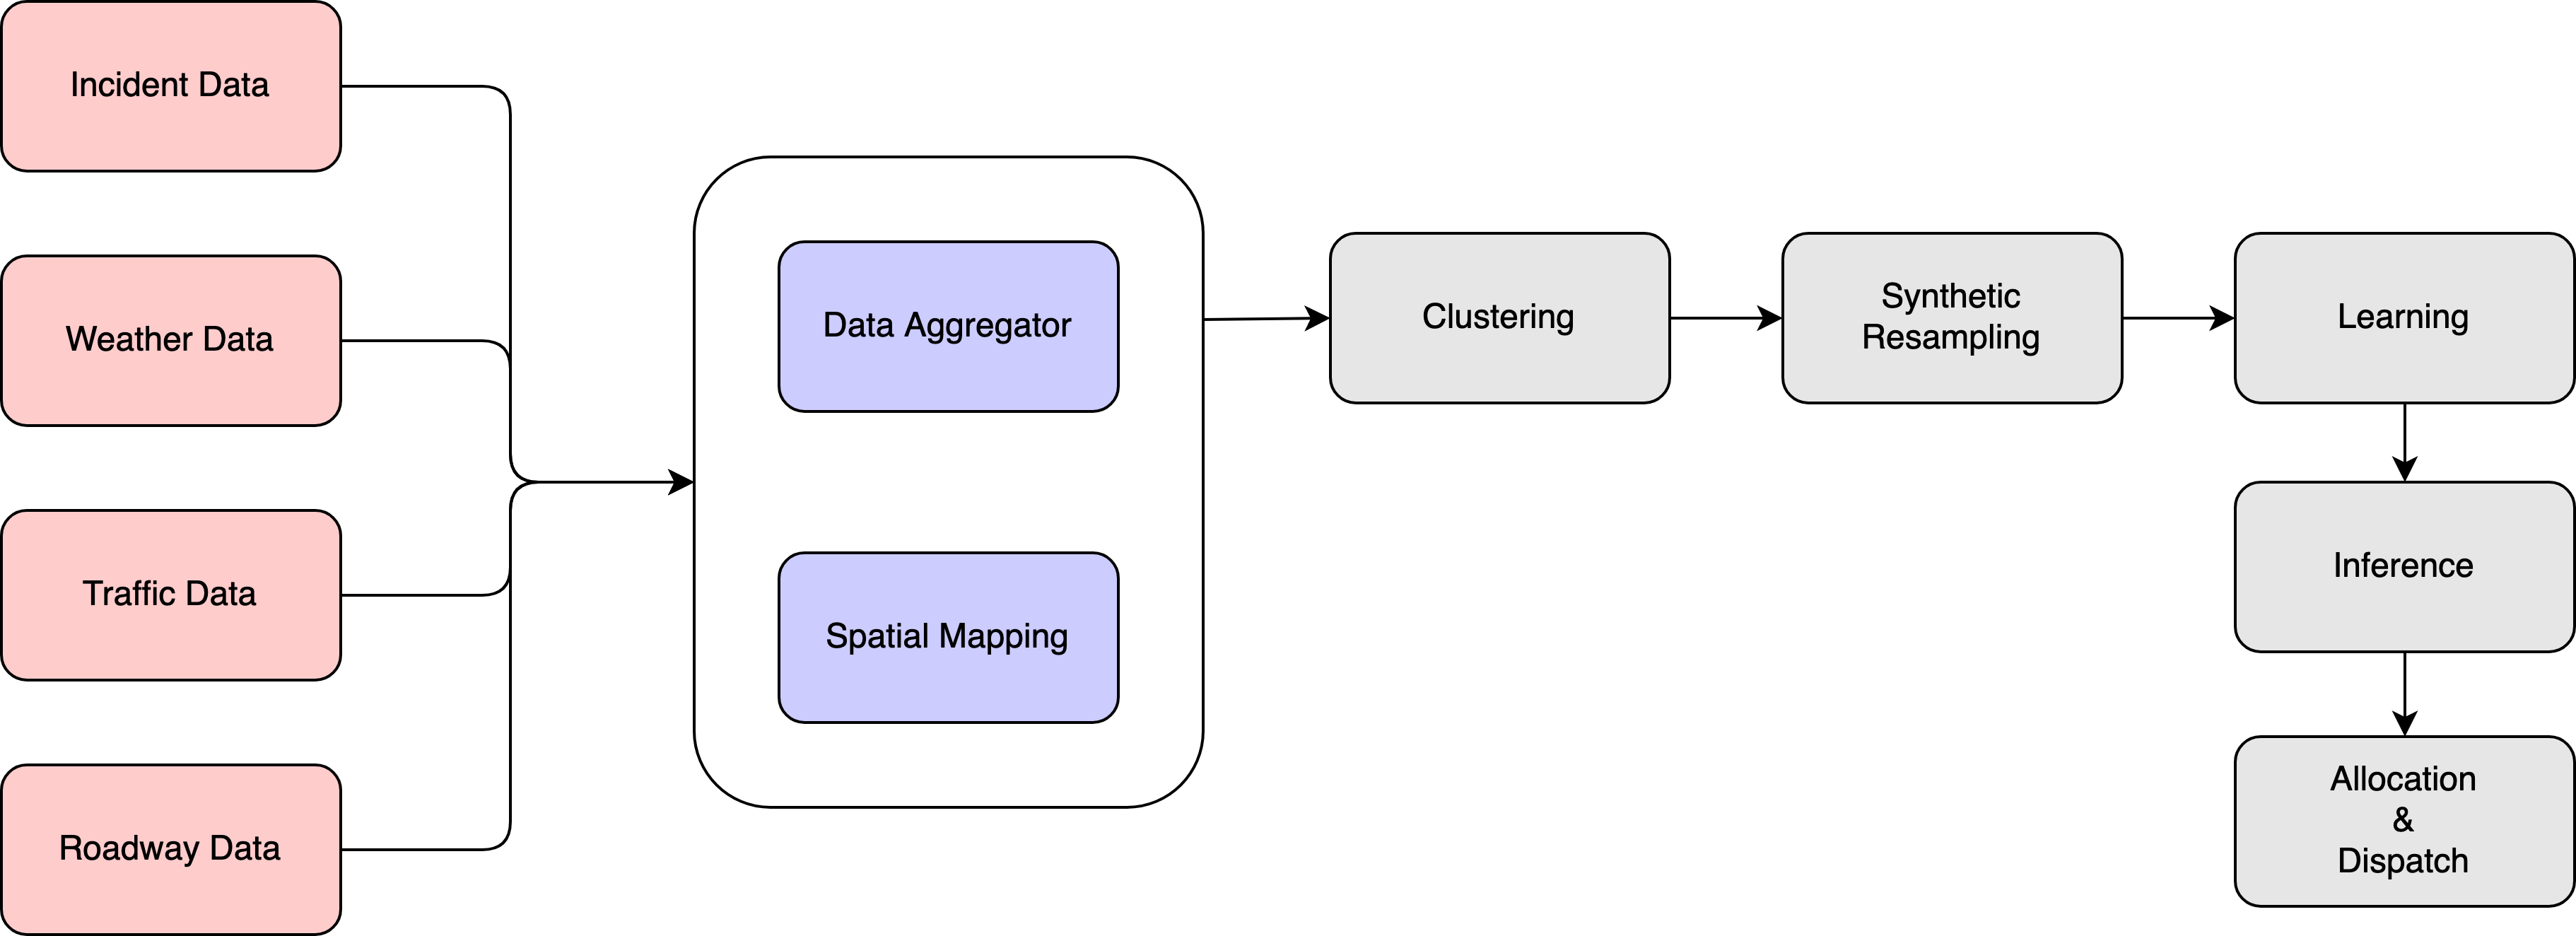 Incident Data
Weather Data
Traffic Data
Roadway Data
Data Aggregator
Spatial Mapping
Clustering
Synthetic
Resampling
Learning
Inference
Allocation
&
Dispatch